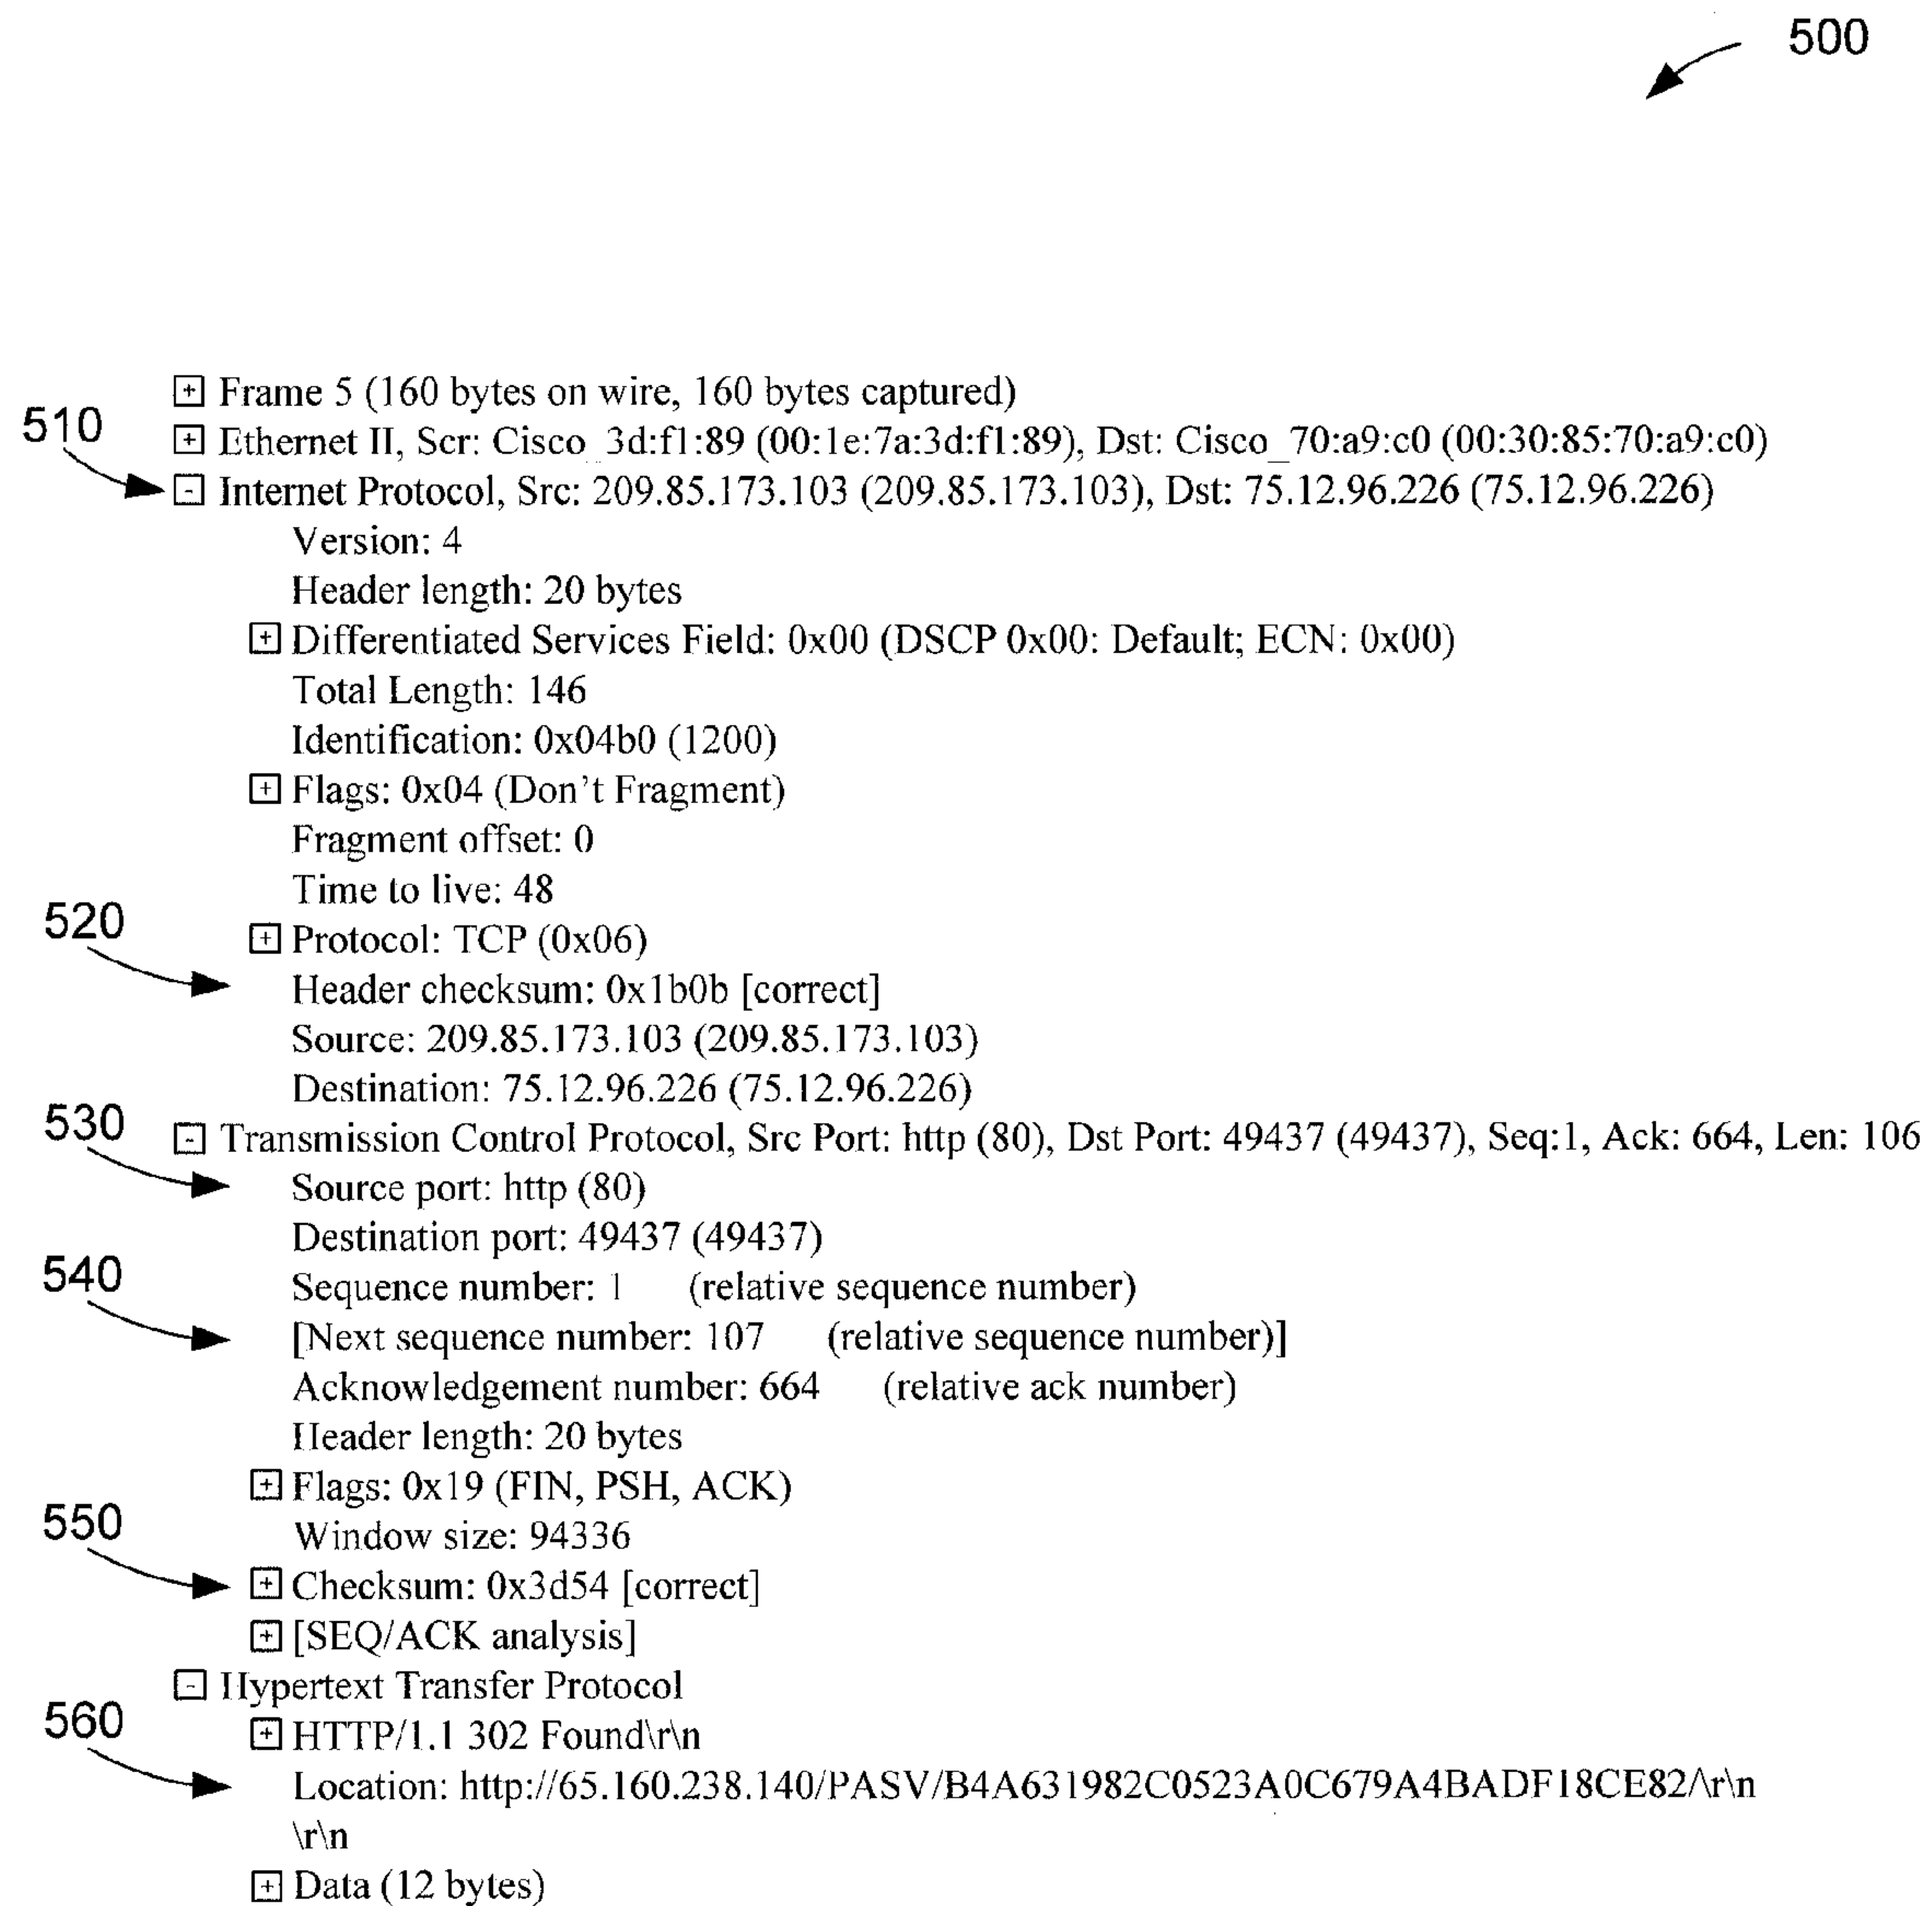 500
Frame 5 (160 bytes on wire, 160 bytes captured)
510
Ethernet II, Scr: Cisco_3d:f1:89 (00:1e:7a:3d:f1:89), Dst: Cisco_70:a9:c0 (00:30:85:70:a9:c0)
Internet Protocol, Src: 209.85.173.103 (209.85.173.103), Dst: 75.12.96.226 (75.12.96.226)
Version: 4
Header length: 20 bytes
Differentiated Services Field: 0x00 (DSCP 0x00: Default; ECN: 0x00)
Total Length: 146
Identification: 0x04b0 (1200)
Flags: 0x04 (Don't Fragment)
Fragment offset: 0
Time to live: 48
520
Protocol: TCP (0x06)
Header checksum: 0x1b0b [correct]
Source: 209.85.173.103 (209.85.173.103)
Destination: 75.12.96.226 (75.12.96.226)
530
Transmission Control Protocol, Src Port: http (80), Dst Port: 49437 (49437), Seq:1, Ack: 664, Len: 106
Source port: http (80)
Destination port: 49437 (49437)
540
Sequence number: 1 (relative sequence number)
[Next sequence number: 107 (relative sequence number)]
Acknowledgement number: 664 (relative ack number)
Header length: 20 bytes
Flags: 0x19 (FIN, PSH, ACK)
550
Window size: 94336
Checksum: 0x3d54 [correct]
[SEQ/ACK analysis]
Hypertext Transfer Protocol
560
HTTP/1.1 302 Found\r\n
Location: http://65.160.238.140/PASV/B4A631982C0523A0C679A4BADF18CE82/\r\n
\r\n
Data (12 bytes)